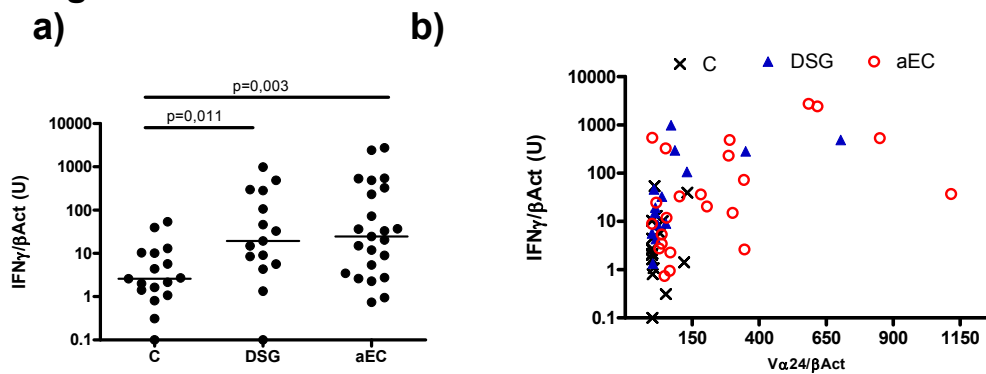 a)
b)
p=0,003
p=0,011
IFNγ/βAct (U)
10000
1000
100
10
1
0.1
C
DSG
aEC
C
DSG
aEC
IFNγ/βAct (U)
10000
1000
100
10
1
0.1
150
400
650
900
1150
Vα24/βAct